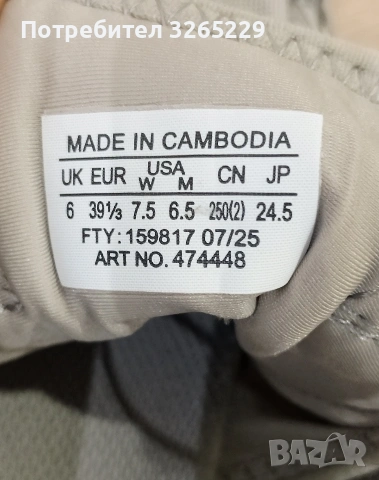 Потребител 3265229
MADE IN CAMBODIA
UK EUR USA W M CN JP
6 39⅓ 7.5 6.5 250(2) 24.5
FTY: 159817 07/25
ART NO. 474448
BAZAR